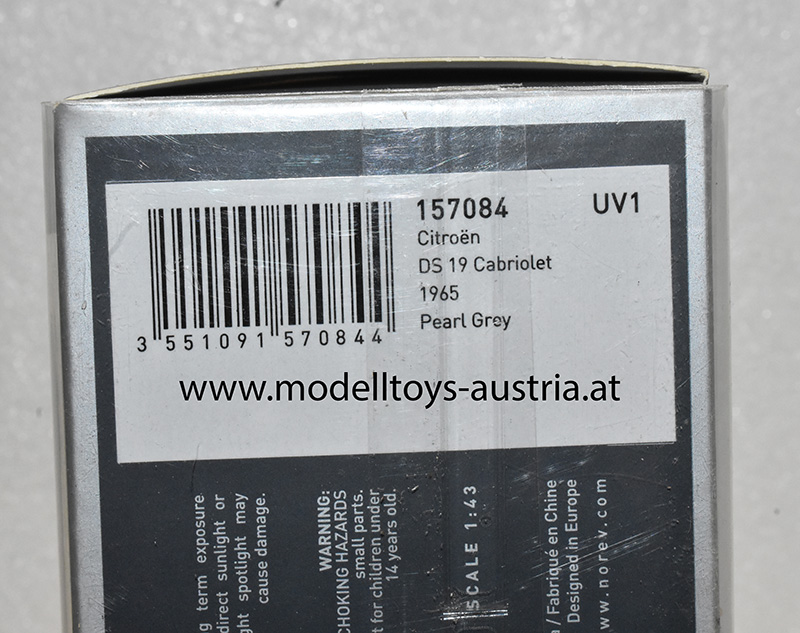 157084
UV1
Citroën
DS 19 Cabriolet
1965
Pearl Grey
3 551091 570844
www.modelltoys-austria.at
term exposure
direct sunlight or
spotlight may
cause damage.
WARNING:
CHOKING HAZARDS
small parts.
for children under
14 years old.
SCALE 1:43
/ Fabriqué en Chine
Designed in Europe
www.norev.com